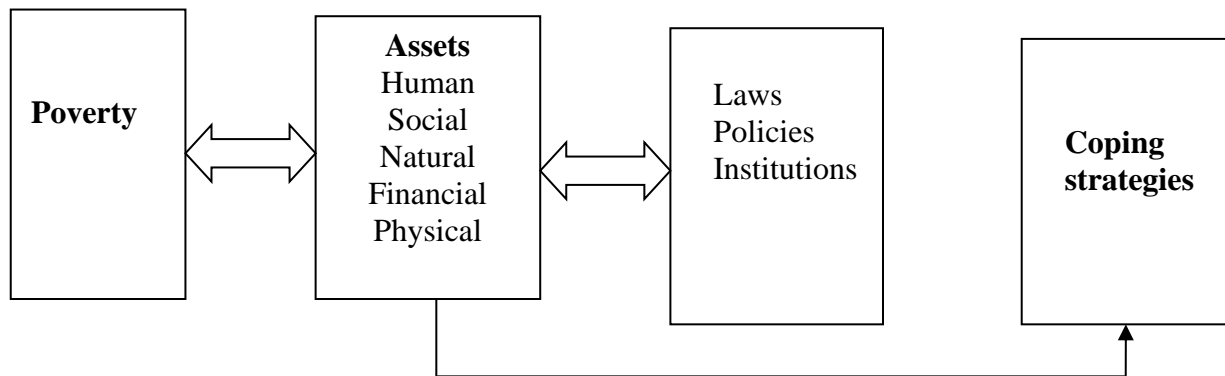 Poverty
Assets
Human
Social
Natural
Financial
Physical
Laws
Policies
Institutions
Coping
strategies